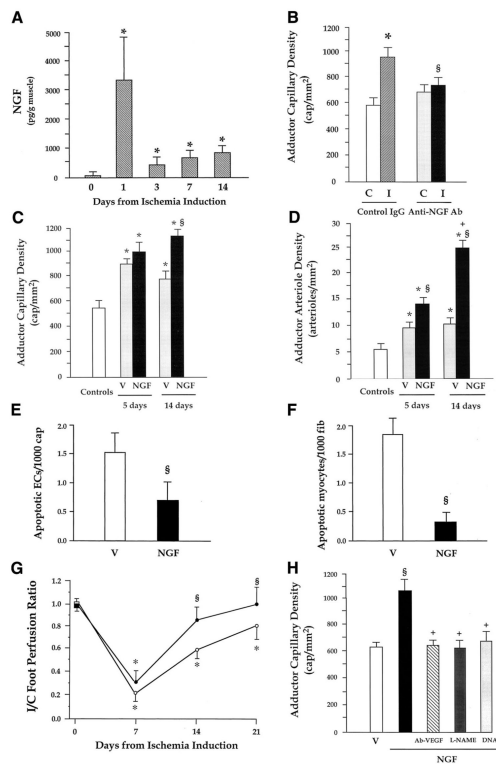 A
NGF
(pg/g muscle)
5000
4000
3000
2000
1000
0
*
*
*
*
0 1 3 7 14
Days from Ischemia Induction
B
Adductor Capillary Density
(cap/mm²)
1200
1000
800
600
400
200
0
*
§
C I C I
Control IgG Anti-NGF Ab
C
Adductor Capillary Density
(cap/mm²)
1200
1000
800
600
400
200
0
*
*
*
* §
Controls
V NGF V NGF
5 days 14 days
D
Adductor Arteriole Density
(arterioles/mm²)
30
25
20
15
10
5
0
*
* §
*
+
* §
Controls
V NGF V NGF
5 days 14 days
E
Apoptotic ECs/1000 cap
2.0
1.5
1.0
0.5
0.0
§
V NGF
F
Apoptotic myocytes/1000 fib
2.0
1.5
1.0
0.5
0.0
§
V NGF
G
I/C Foot Perfusion Ratio
1.2
1.0
0.8
0.6
0.4
0.2
0.0
*
*
§
*
§
*
0 7 14 21
Days from Ischemia Induction
H
Adductor Capillary Density
(cap/mm²)
1200
1000
800
600
400
200
0
§
+
+
+
V
Ab-VEGF L-NAME DNA
NGF